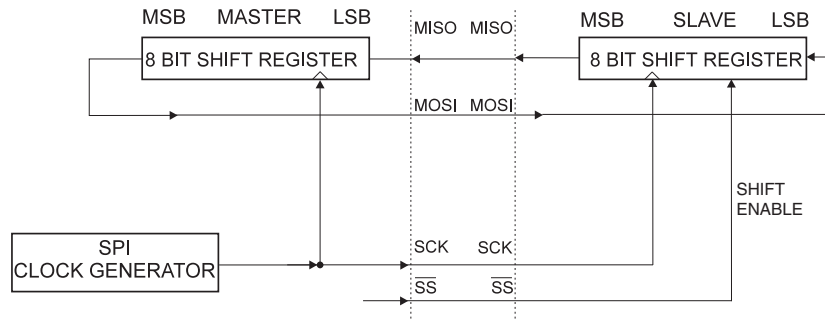 MSB MASTER LSB
MISO MISO
MSB SLAVE LSB
8 BIT SHIFT REGISTER
8 BIT SHIFT REGISTER
MOSI MOSI
SHIFT
ENABLE
SPI
CLOCK GENERATOR
SCK SCK
SS SS